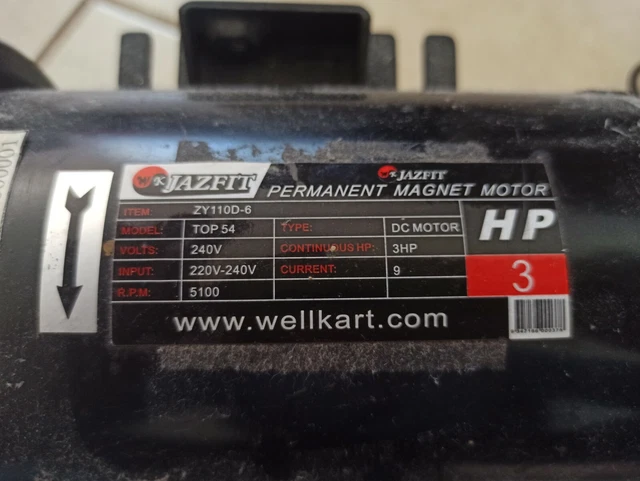 WK JAZFIT
JAZFIT
PERMANENT MAGNET MOTOR
ITEM: ZY110D-6
MODEL: TOP 54 TYPE: DC MOTOR
VOLTS: 240V CONTINUOUS HP: 3HP
INPUT: 220V-240V CURRENT: 9
R.P.M: 5100
HP
3
www.wellkart.com